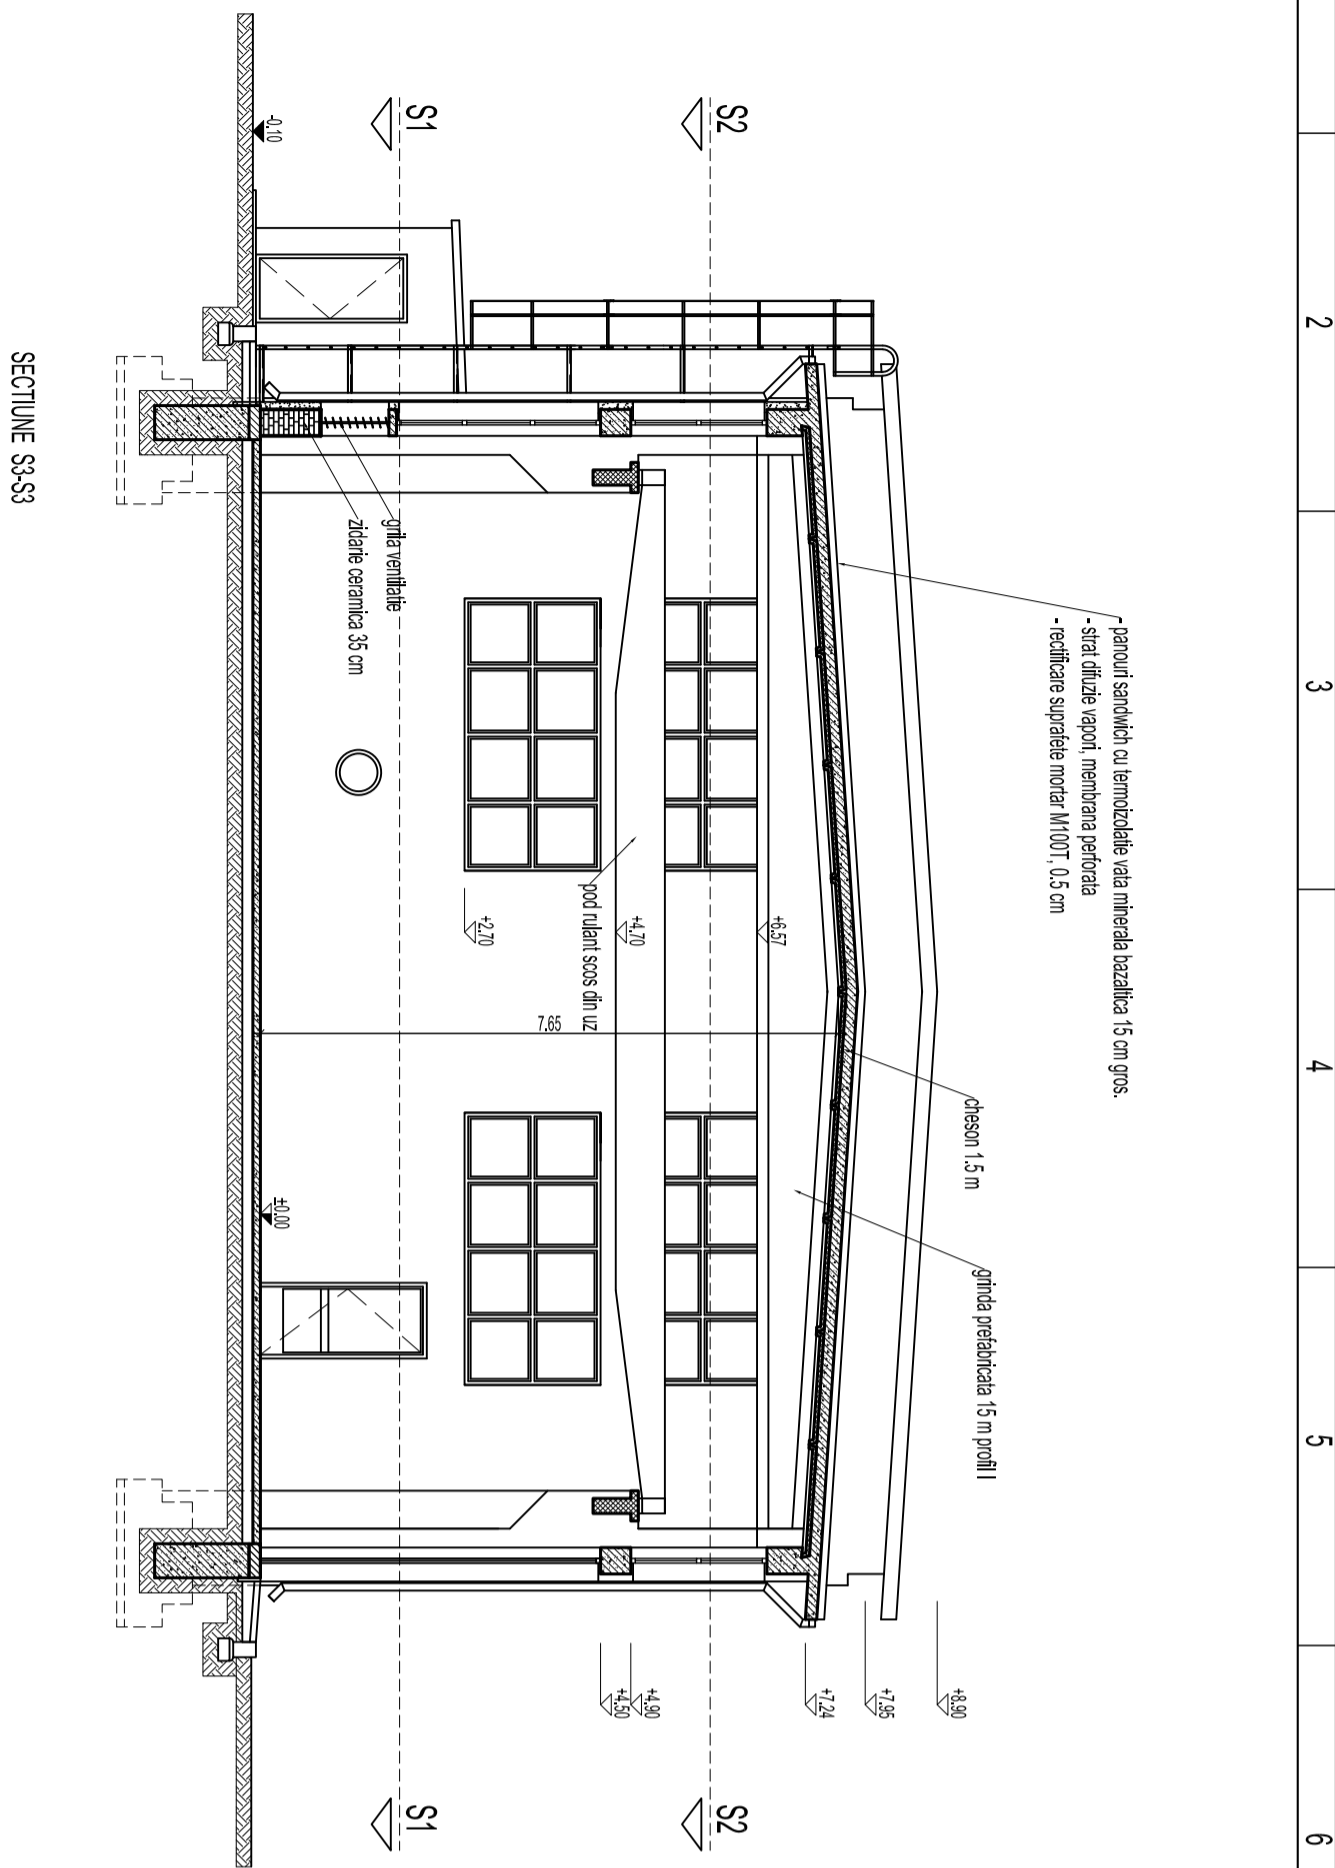 2
3
4
5
6
- panouri sandwich cu termoizolatie vata minerala bazaltica 15 cm gros.
- strat difuzie vapori, membrana perforata
- rectificare suprafete mortar M100T, 0.5 cm
cheson 1.5 m
grinda prefabricata 15 m profil I
+8.90
+7.95
+7.24
S2
S2
+6.57
+4.90
+4.70
+4.50
pod rulant scos din uz
7.65
+2.70
S1
S1
grila ventilatie
zidarie ceramica 35 cm
±0.00
-0.10
SECTIUNE S3-S3